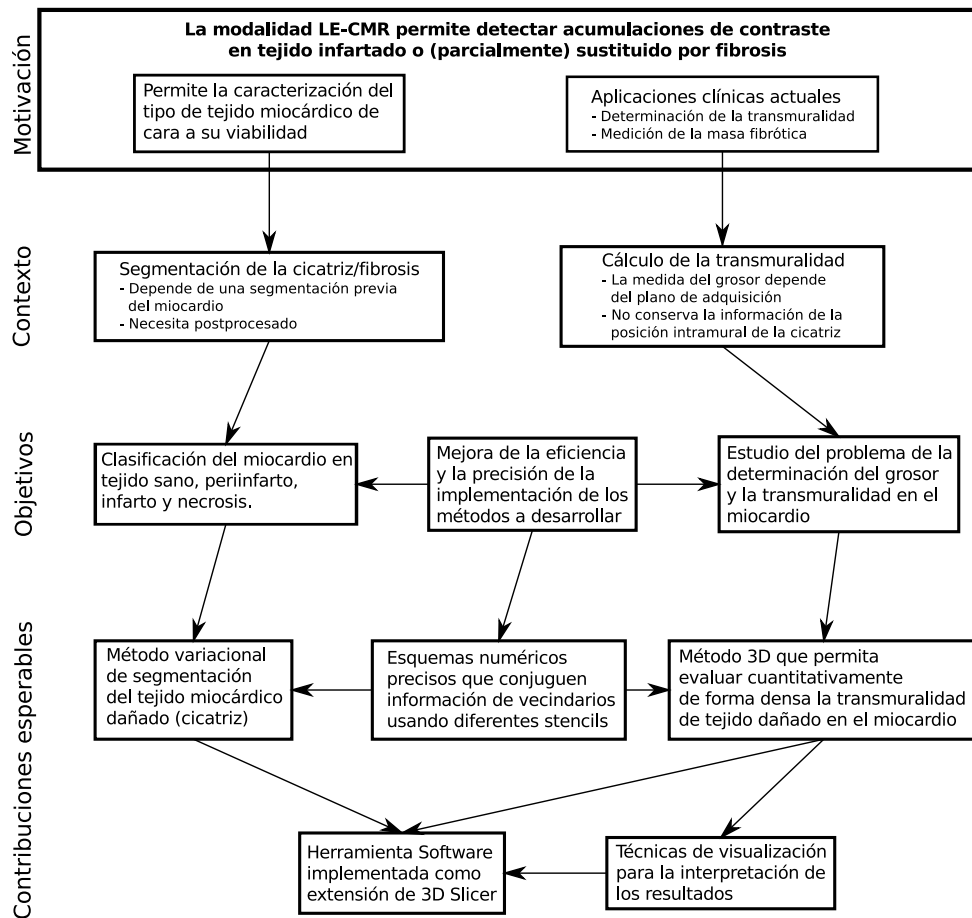 Motivación
La modalidad LE-CMR permite detectar acumulaciones de contraste
en tejido infartado o (parcialmente) sustituido por fibrosis
Permite la caracterización del
tipo de tejido miocárdico de
cara a su viabilidad
Aplicaciones clínicas actuales
- Determinación de la transmuralidad
- Medición de la masa fibrótica
Contexto
Segmentación de la cicatriz/fibrosis
- Depende de una segmentación previa
del miocardio
- Necesita postprocesado
Cálculo de la transmuralidad
- La medida del grosor depende
del plano de adquisición
- No conserva la información de la
posición intramural de la cicatriz
Objetivos
Clasificación del miocardio en
tejido sano, periinfarto,
infarto y necrosis.
Mejora de la eficiencia
y la precisión de la
implementación de los
métodos a desarrollar
Estudio del problema de la
determinación del grosor
y la transmuralidad en el
miocardio
Contribuciones esperables
Método variacional
de segmentación
del tejido miocárdico
dañado (cicatriz)
Esquemas numéricos
precisos que conjuguen
información de vecindarios
usando diferentes stencils
Método 3D que permita
evaluar cuantitativamente
de forma densa la transmuralidad
de tejido dañado en el miocardio
Herramienta Software
implementada como
extensión de 3D Slicer
Técnicas de visualización
para la interpretación de
los resultados